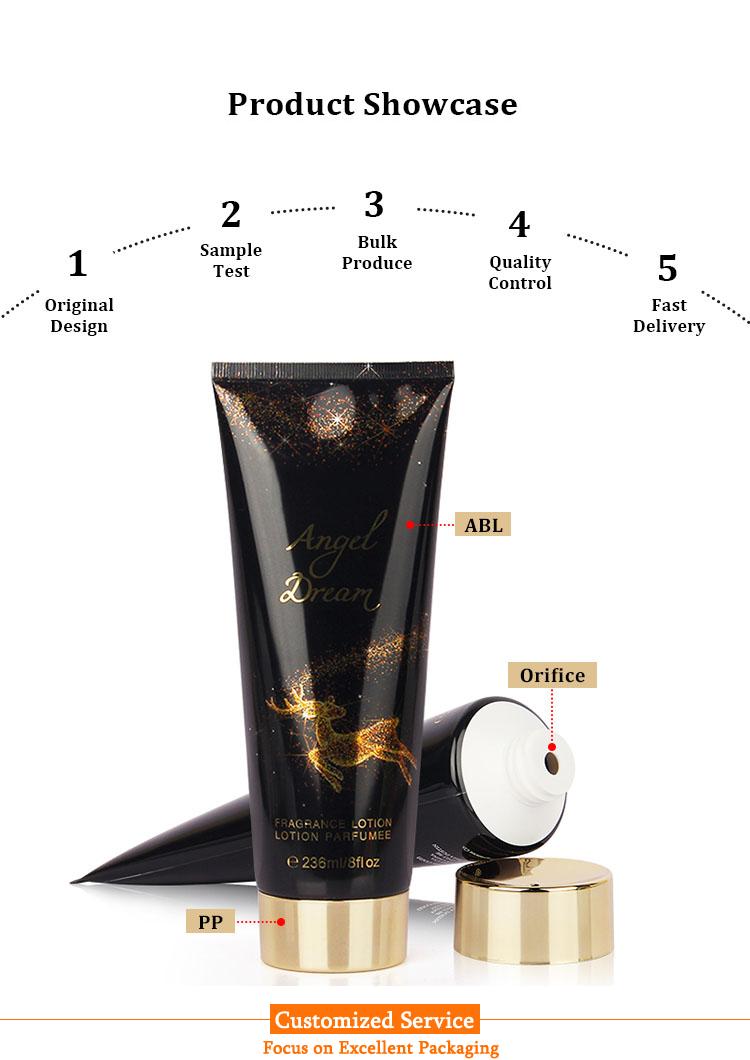 Product Showcase
1
Original
Design
2
Sample
Test
3
Bulk
Produce
4
Quality
Control
5
Fast
Delivery
ABL
Angel
Dream
Orifice
FRAGRANCE LOTION
LOTION PARFUMEE
℮ 236ml/8fl oz
PP
Customized Service
Focus on Excellent Packaging